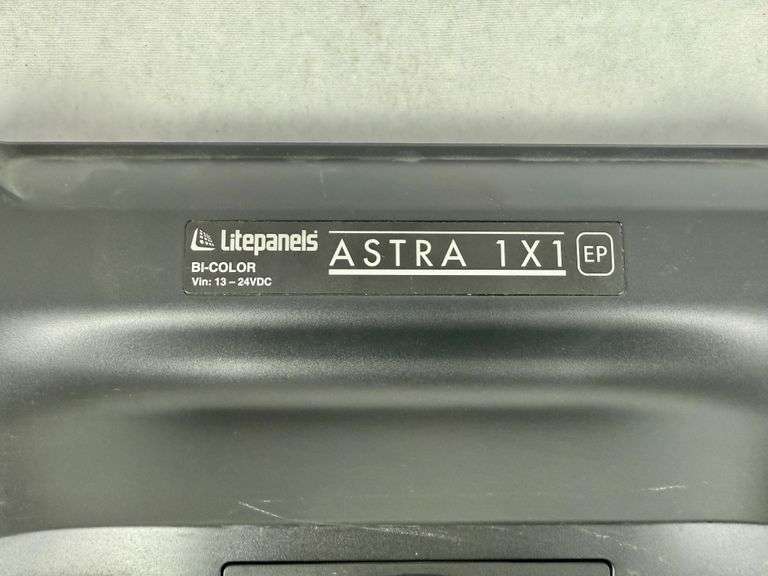 Litepanels
BI-COLOR
Vin: 13 – 24VDC
ASTRA 1X1
EP